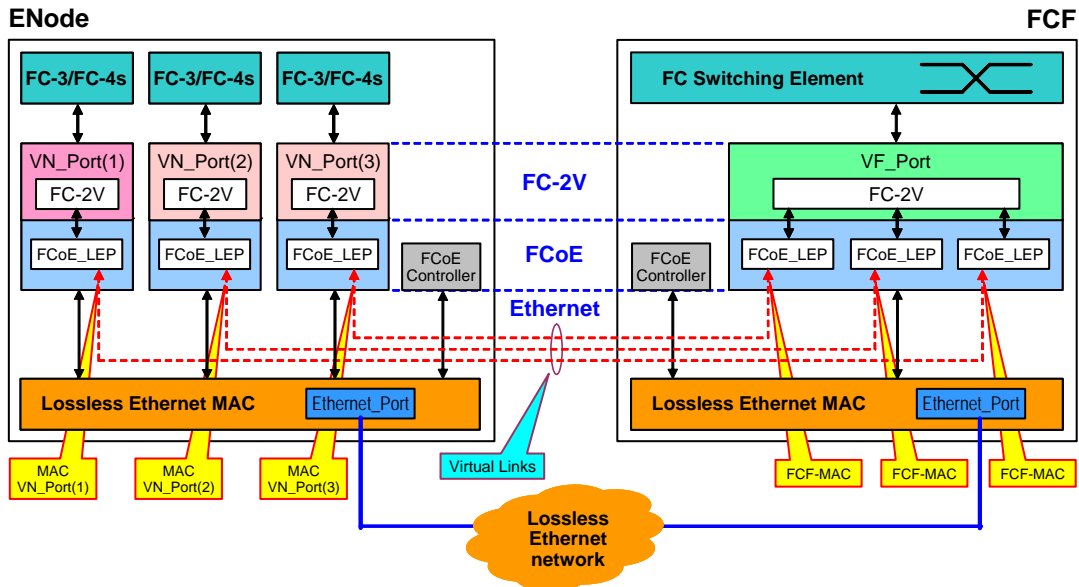 ENode
FCF
FC-3/FC-4s
FC-3/FC-4s
FC-3/FC-4s
FC Switching Element
VN_Port(1)
VN_Port(2)
VN_Port(3)
VF_Port
FC-2V
FC-2V
FC-2V
FC-2V
FC-2V
FCoE_LEP
FCoE_LEP
FCoE_LEP
FCoE
Controller
FCoE
FCoE
Controller
FCoE_LEP
FCoE_LEP
FCoE_LEP
Ethernet
Lossless Ethernet MAC
Ethernet_Port
Lossless Ethernet MAC
Ethernet_Port
MAC
VN_Port(1)
MAC
VN_Port(2)
MAC
VN_Port(3)
Virtual Links
FCF-MAC
FCF-MAC
FCF-MAC
Lossless
Ethernet
network